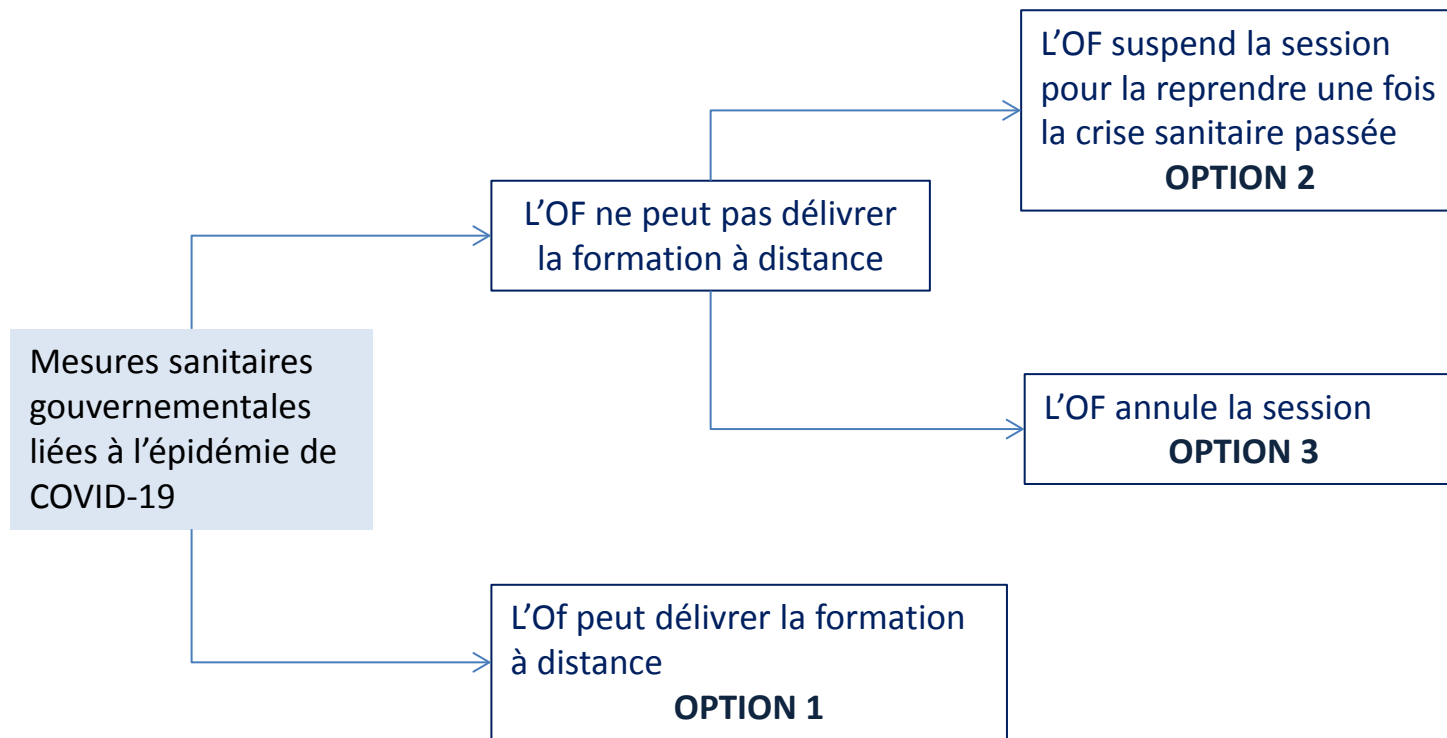 L’OF suspend la session
pour la reprendre une fois
la crise sanitaire passée
OPTION 2
L’OF ne peut pas délivrer
la formation à distance
Mesures sanitaires
gouvernementales
liées à l’épidémie de
COVID-19
L’OF annule la session
OPTION 3
L’Of peut délivrer la formation
à distance
OPTION 1